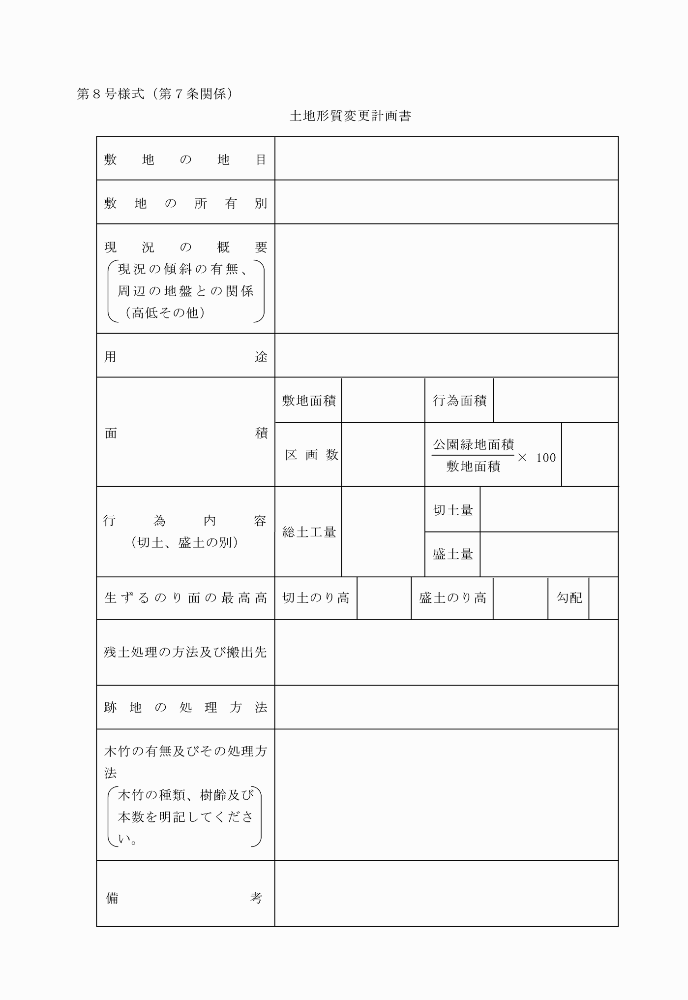 第８号様式（第７条関係）
土地形質変更計画書
敷地の地目
敷地の所有別
現況の概要
現況の傾斜の有無、
周辺の地盤との関係
（高低その他）
用途
面積
敷地面積
行為面積
区画数
公園緑地面積
敷地面積
× 100
行為内容
（切土、盛土の別）
総土工量
切土量
盛土量
生ずるのり面の最高高
切土のり高
盛土のり高
勾配
残土処理の方法及び搬出先
跡地の処理方法
木竹の有無及びその処理方
法
木竹の種類、樹齢及び
本数を明記してくださ
い。
備考